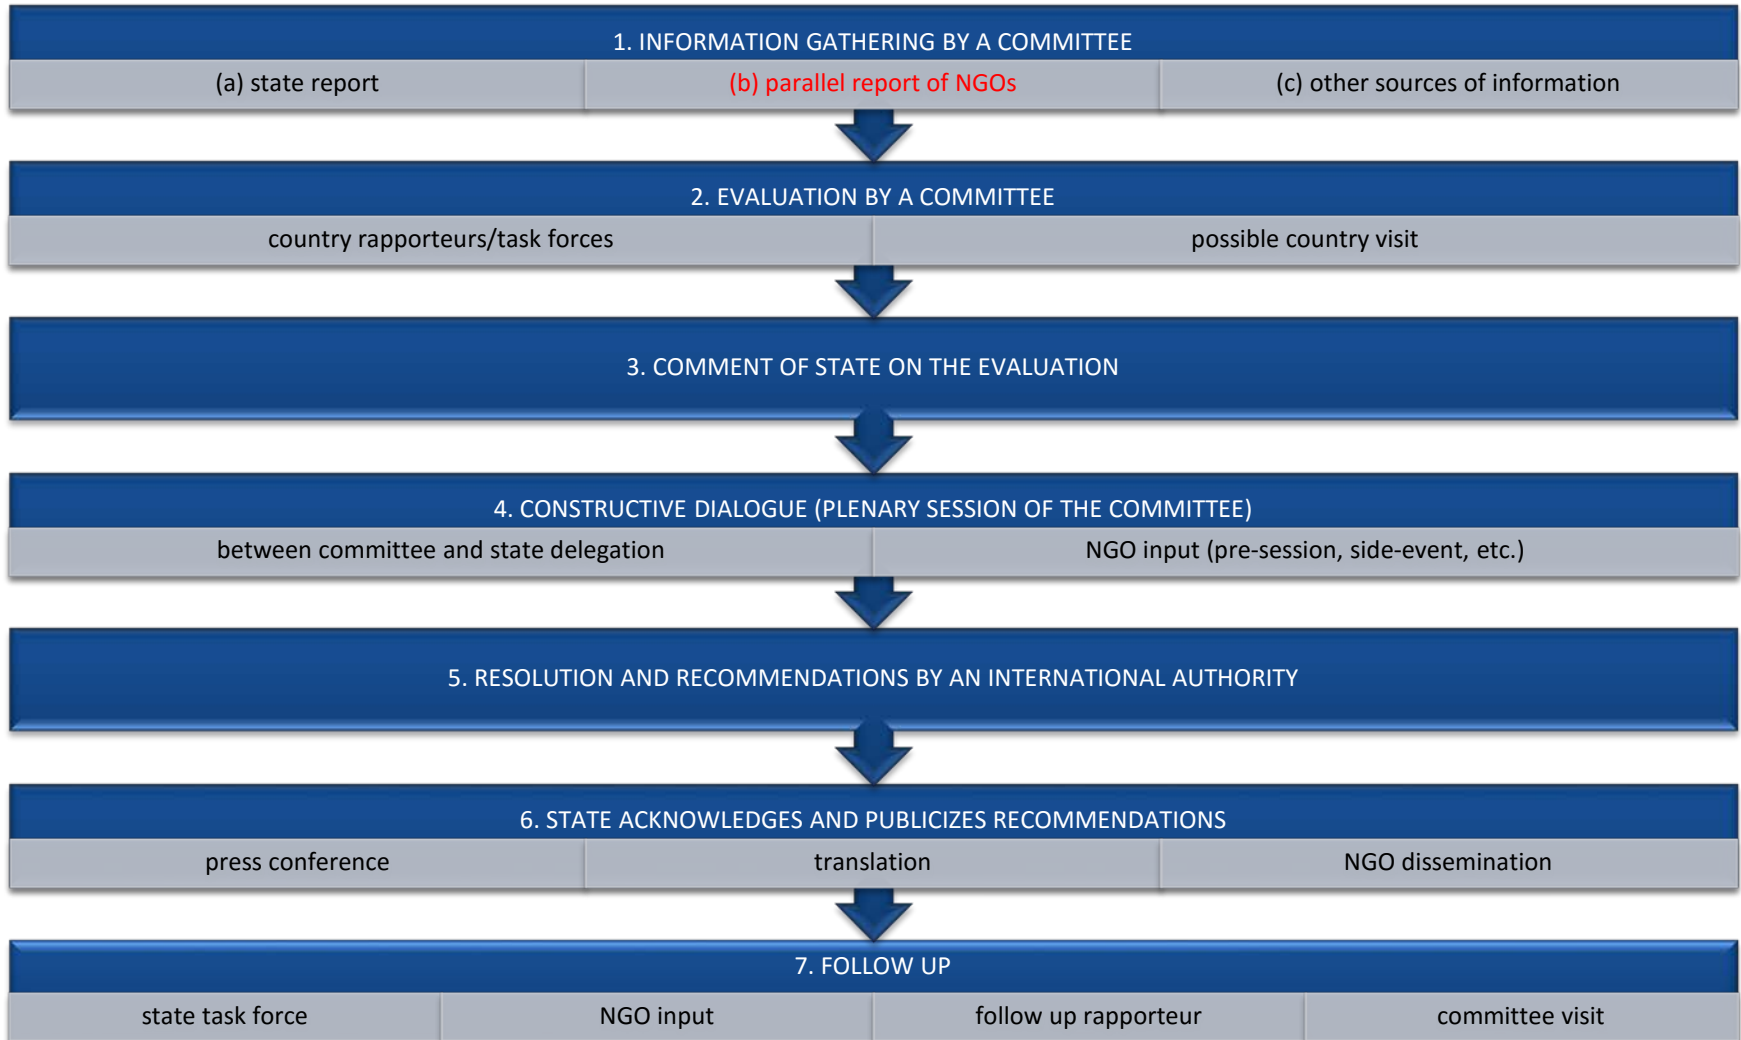 1. INFORMATION GATHERING BY A COMMITTEE
(a) state report
(b) parallel report of NGOs
(c) other sources of information
2. EVALUATION BY A COMMITTEE
country rapporteurs/task forces
possible country visit
3. COMMENT OF STATE ON THE EVALUATION
4. CONSTRUCTIVE DIALOGUE (PLENARY SESSION OF THE COMMITTEE)
between committee and state delegation
NGO input (pre-session, side-event, etc.)
5. RESOLUTION AND RECOMMENDATIONS BY AN INTERNATIONAL AUTHORITY
6. STATE ACKNOWLEDGES AND PUBLICIZES RECOMMENDATIONS
press conference
translation
NGO dissemination
7. FOLLOW UP
state task force
NGO input
follow up rapporteur
committee visit